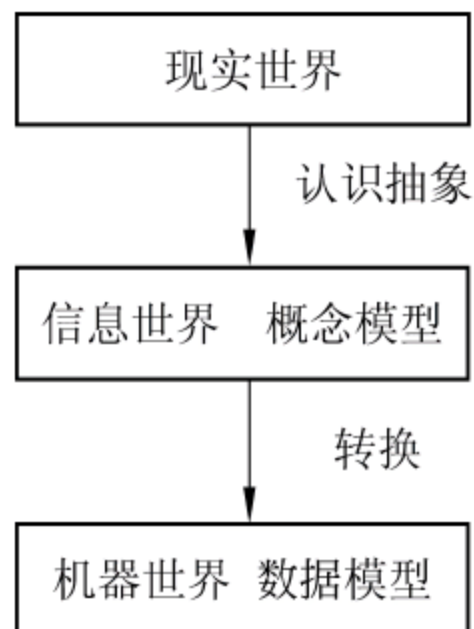 现实世界
认识抽象
信息世界 概念模型
转换
机器世界 数据模型